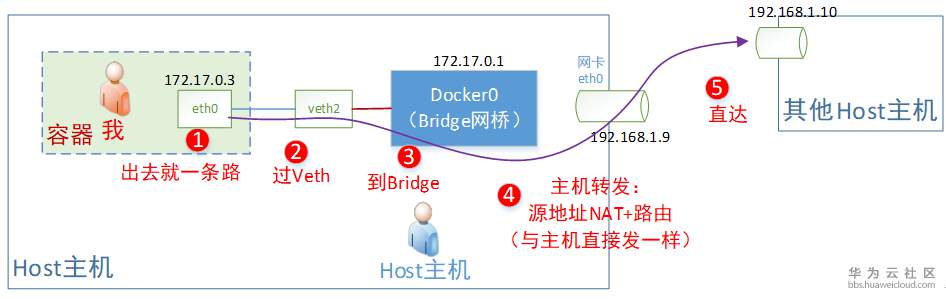 192.168.1.10
172.17.0.3
172.17.0.1
网卡
eth0
eth0
veth2
Docker0
（Bridge网桥）
容器
我
192.168.1.9
其他Host主机
1
出去就一条路
2
过Veth
3
到Bridge
4
主机转发：
源地址NAT+路由
（与主机直接发一样）
5
直达
Host主机
Host主机
华为云社区
bbs.huaweicloud.com